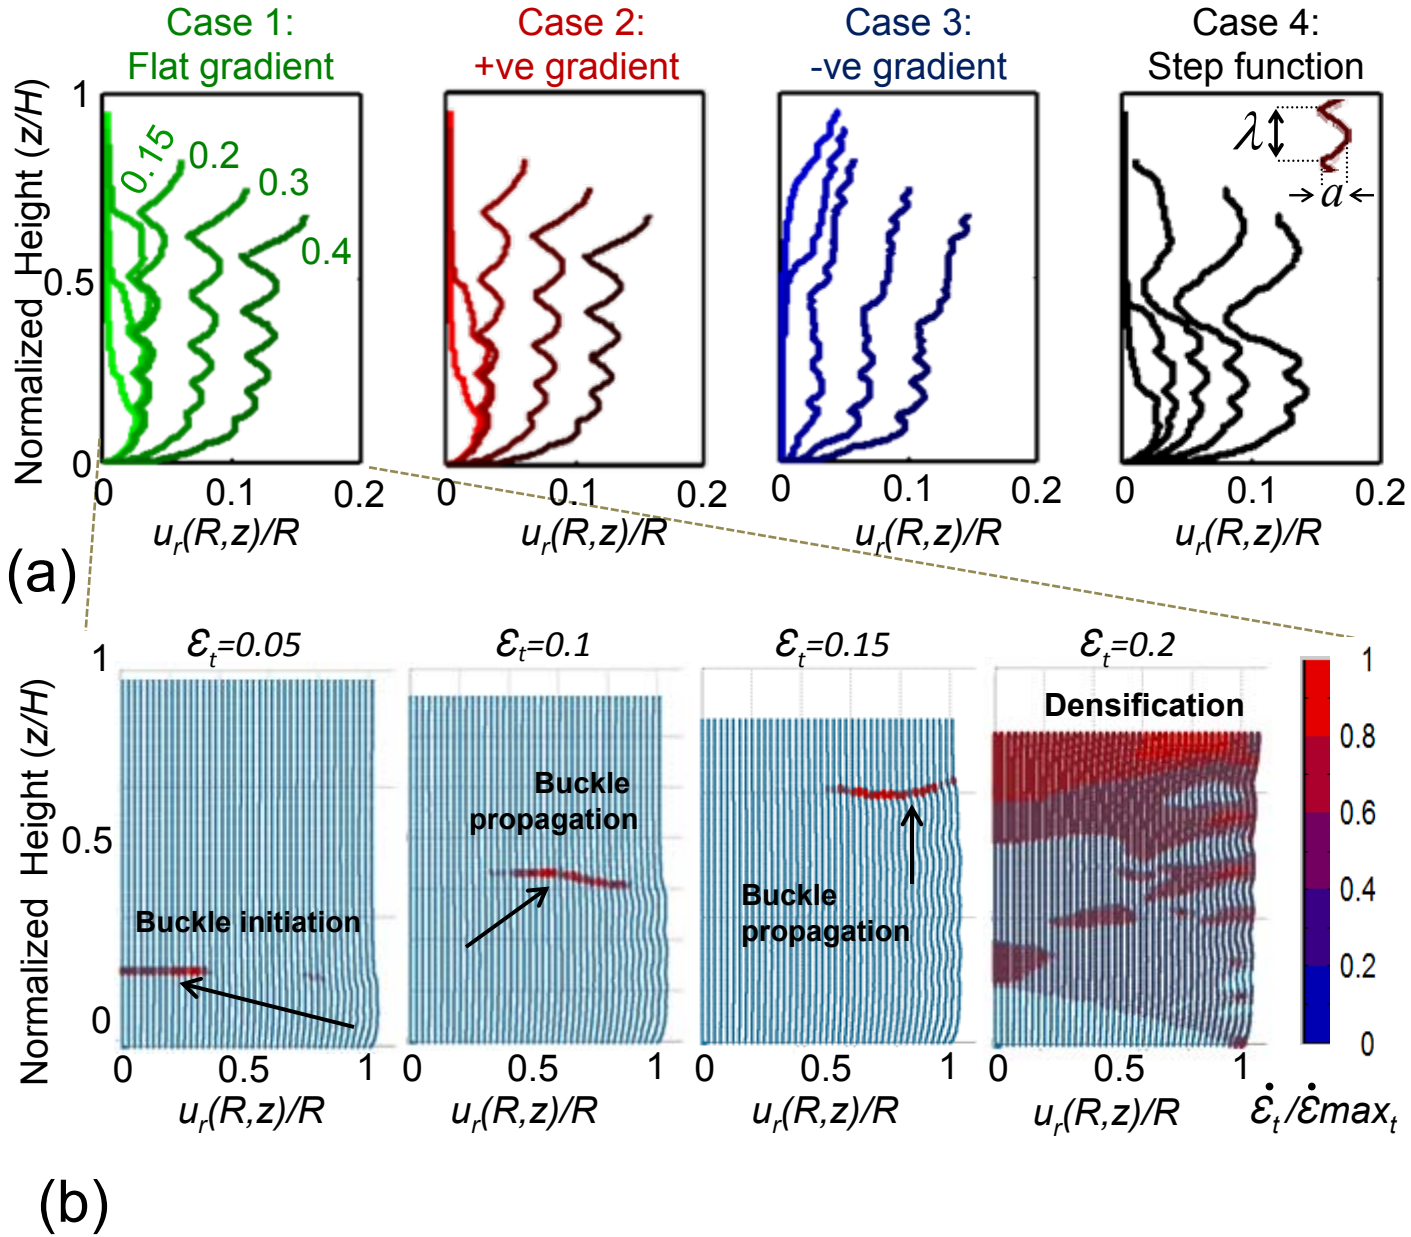 Case 1:
Flat gradient
Case 2:
+ve gradient
Case 3:
-ve gradient
Case 4:
Step function
Normalized Height (z/H)
1
0.5
0
0.15
0.2
0.3
0.4
λ
a
0 0.1 0.2
0 0.1 0.2
0 0.1 0.2
0 0.1 0.2
u_r(R,z)/R
u_r(R,z)/R
u_r(R,z)/R
u_r(R,z)/R
(a)
Ɛ_t=0.05
Ɛ_t=0.1
Ɛ_t=0.15
Ɛ_t=0.2
Normalized Height (z/H)
1
0.5
0
Buckle initiation
Buckle
propagation
Buckle
propagation
Densification
1
0.8
0.6
0.4
0.2
0
0 0.5 1
0 0.5 1
0 0.5 1
0 0.5 1
u_r(R,z)/R
u_r(R,z)/R
u_r(R,z)/R
u_r(R,z)/R
Ɛ̇_t/Ɛ̇max_t
(b)